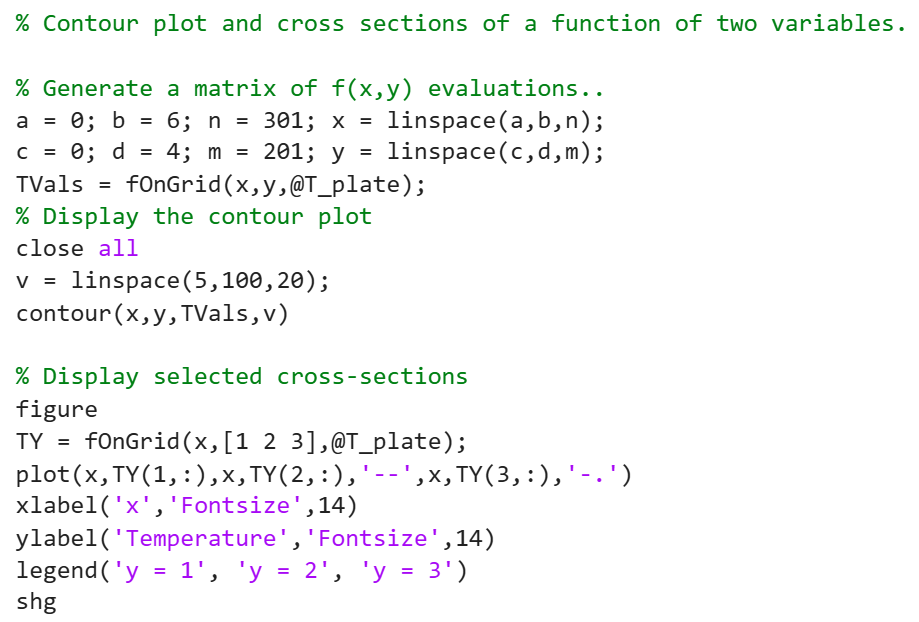 % Contour plot and cross sections of a function of two variables.
% Generate a matrix of f(x,y) evaluations..
a = 0; b = 6; n = 301; x = linspace(a,b,n);
c = 0; d = 4; m = 201; y = linspace(c,d,m);
TVals = fOnGrid(x,y,@T_plate);
% Display the contour plot
close all
v = linspace(5,100,20);
contour(x,y,TVals,v)
% Display selected cross-sections
figure
TY = fOnGrid(x,[1 2 3],@T_plate);
plot(x,TY(1,:),x,TY(2,:),'--',x,TY(3,:),'-.')
xlabel('x','Fontsize',14)
ylabel('Temperature','Fontsize',14)
legend('y = 1', 'y = 2', 'y = 3')
shg